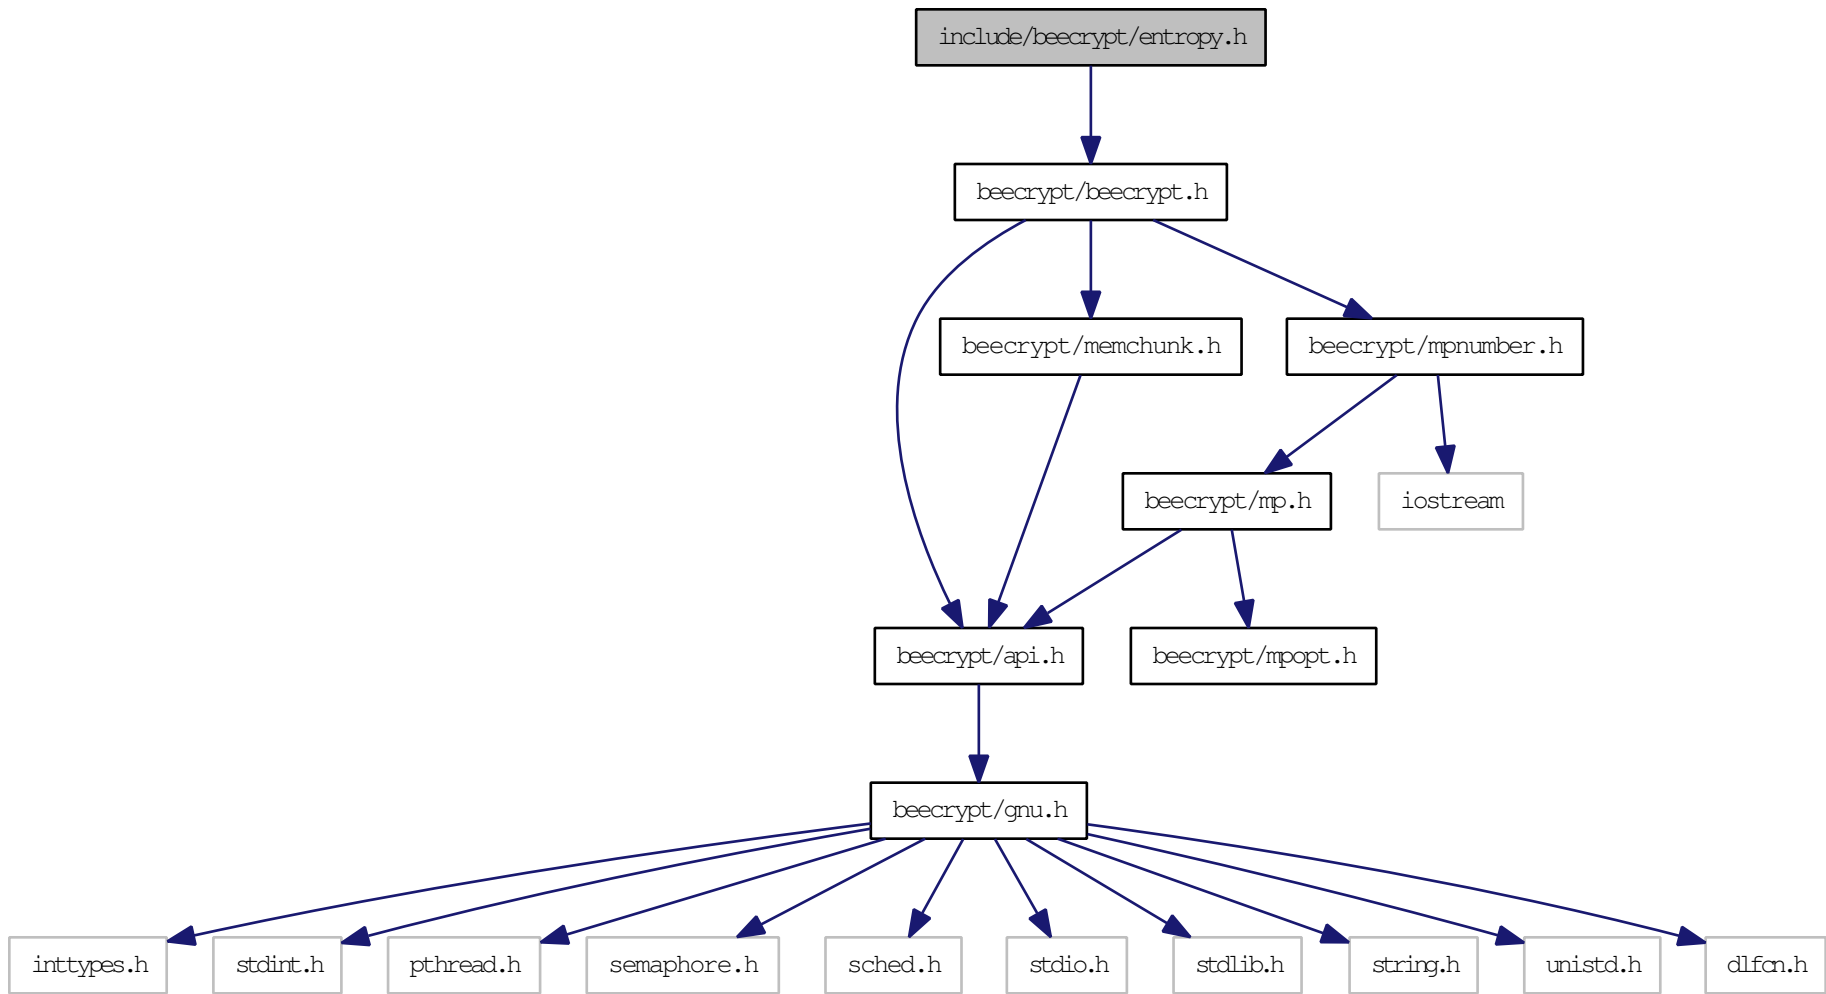 include/beecrypt/entropy.h
beecrypt/beecrypt.h
beecrypt/memchunk.h
beecrypt/mpnumber.h
beecrypt/mp.h
iostream
beecrypt/api.h
beecrypt/mpopt.h
beecrypt/gnu.h
inttypes.h
stdint.h
pthread.h
semaphore.h
sched.h
stdio.h
stdlib.h
string.h
unistd.h
dlfcn.h